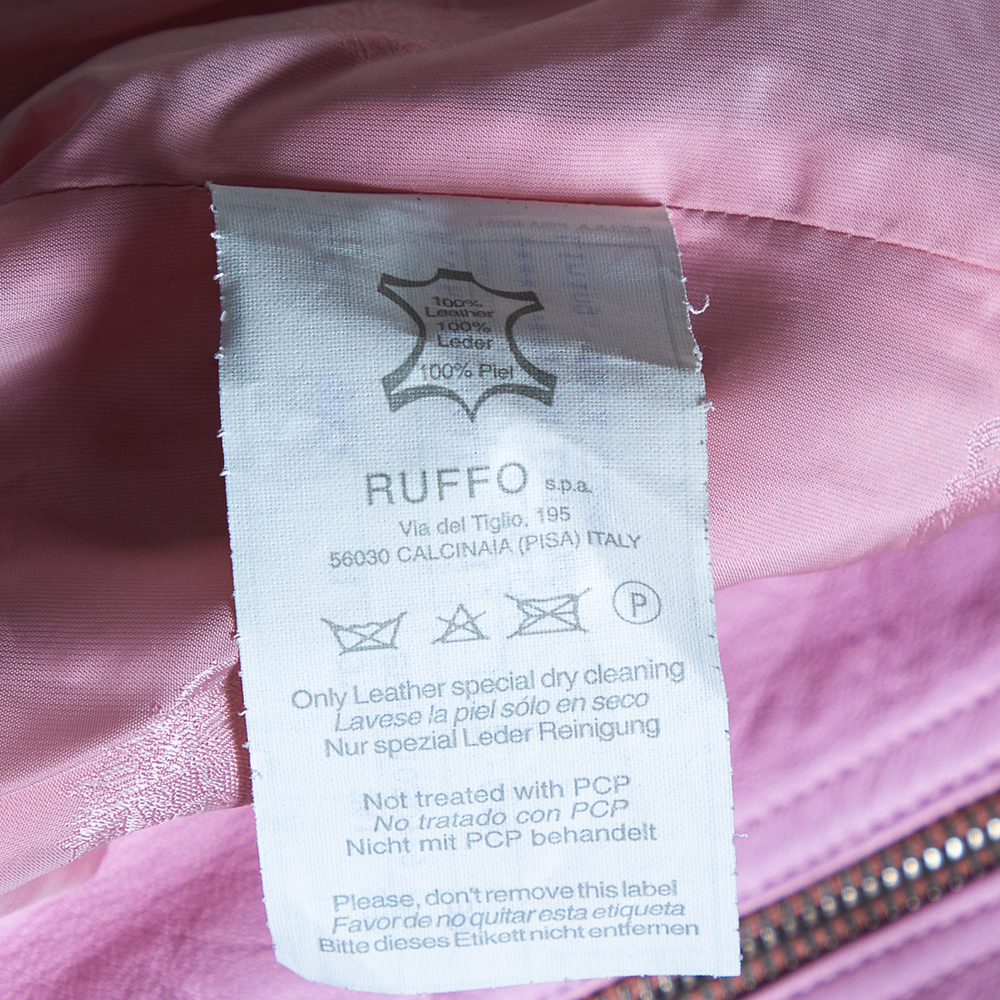 100%
Leather
100%
Leder
100% Piel
RUFFO s.p.a.
Via del Tiglio, 195
56030 CALCINAIA (PISA) ITALY
P
Only Leather special dry cleaning
Lavese la piel sólo en seco
Nur spezial Leder Reinigung
Not treated with PCP
No tratado con PCP
Nicht mit PCP behandelt
Please, don't remove this label
Favor de no quitar esta etiqueta
Bitte dieses Etikett nicht entfernen